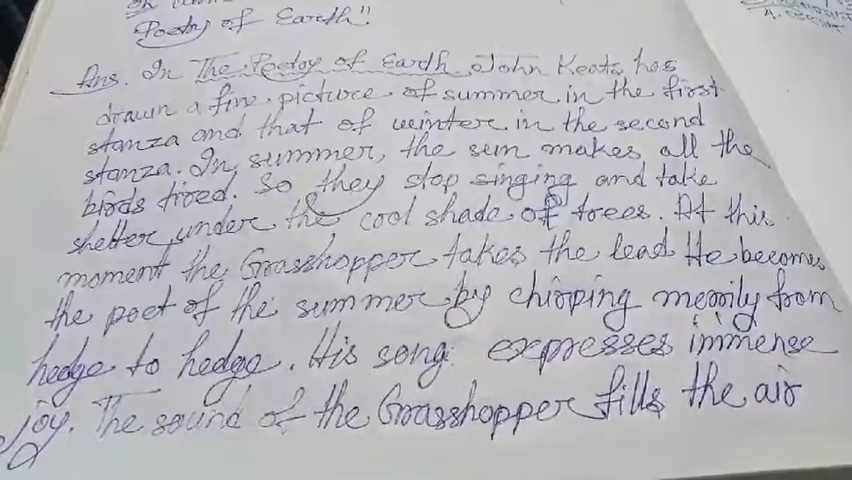 Poetry of Earth".
Ans. In The Poetry of Earth, John Keats has
drawn a fine picture of summer in the first
stanza and that of winter in the second
stanza. In summer, the sun makes all the
birds tired. So they stop singing and take
shelter under the cool shade of trees. At this
moment the Grasshopper takes the lead He becomes
the poet of the summer by chirping merrily from
hedge to hedge. His song expresses immense
joy. The sound of the Grasshopper fills the air